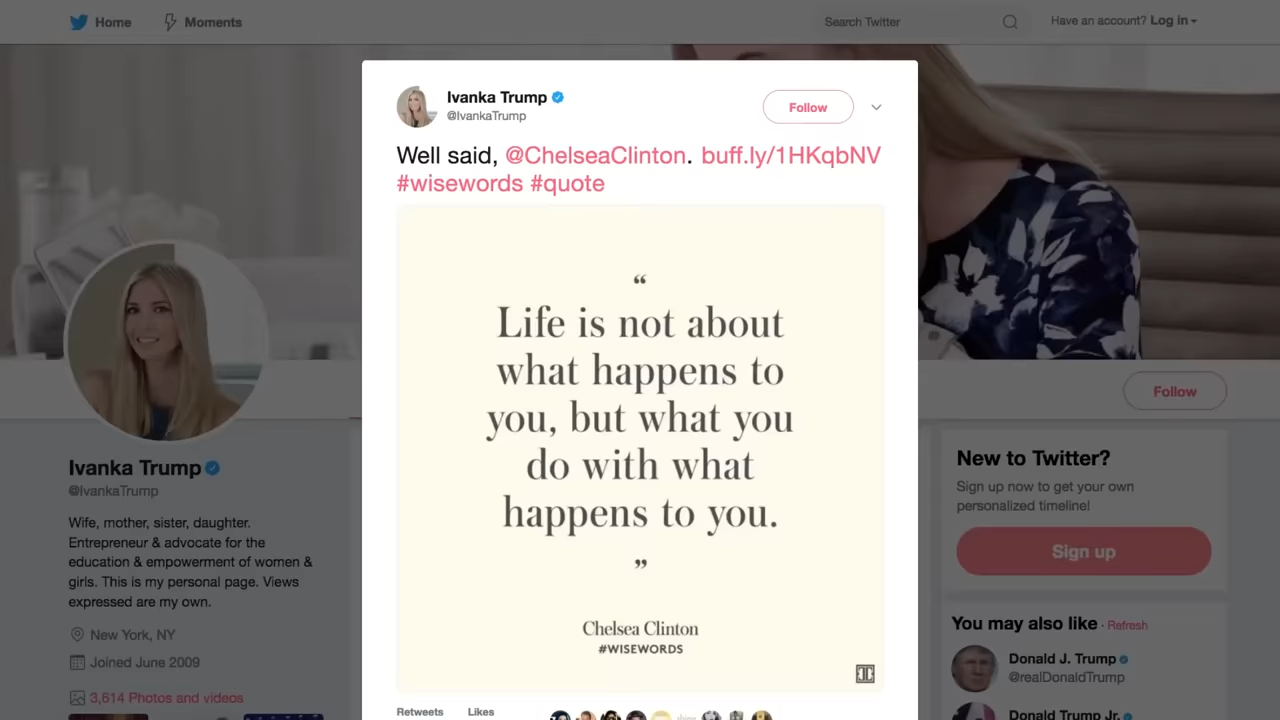 Home
Moments
Search Twitter
Have an account? Log in
Ivanka Trump
@IvankaTrump
Follow
Well said, @ChelseaClinton. buff.ly/1HKqbNV
#wisewords #quote
“
Life is not about
what happens to
you, but what you
do with what
happens to you.
”
Chelsea Clinton
#WISEWORDS
Retweets
Likes
Ivanka Trump
@IvankaTrump
Wife, mother, sister, daughter.
Entrepreneur & advocate for the
education & empowerment of women &
girls. This is my personal page. Views
expressed are my own.
New York, NY
Joined June 2009
3,614 Photos and videos
Follow
New to Twitter?
Sign up now to get your own
personalized timeline!
Sign up
You may also like · Refresh
Donald J. Trump
@realDonaldTrump
Donald Trump Jr.